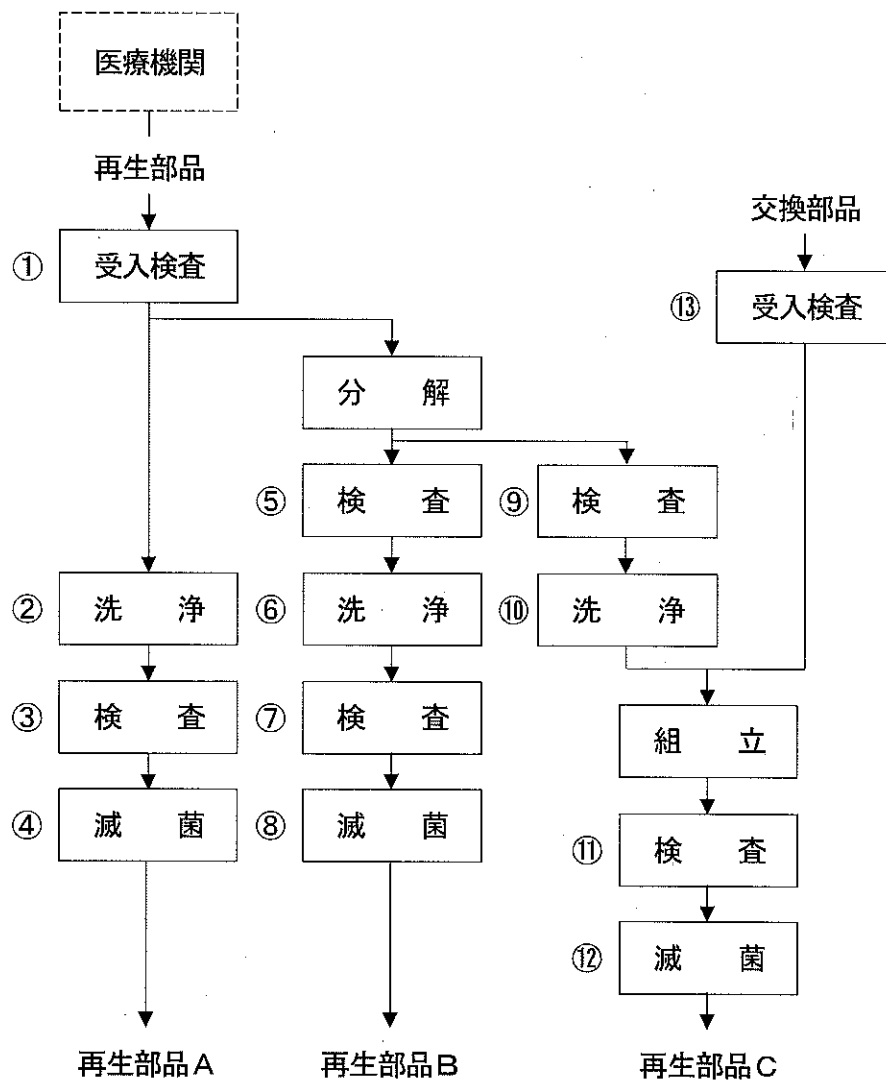 医療機関
再生部品
交換部品
① 受入検査
⑬ 受入検査
分 解
⑤ 検 査
⑨ 検 査
② 洗 浄
⑥ 洗 浄
⑩ 洗 浄
③ 検 査
⑦ 検 査
組 立
④ 滅 菌
⑧ 滅 菌
⑪ 検 査
⑫ 滅 菌
再生部品A
再生部品B
再生部品C